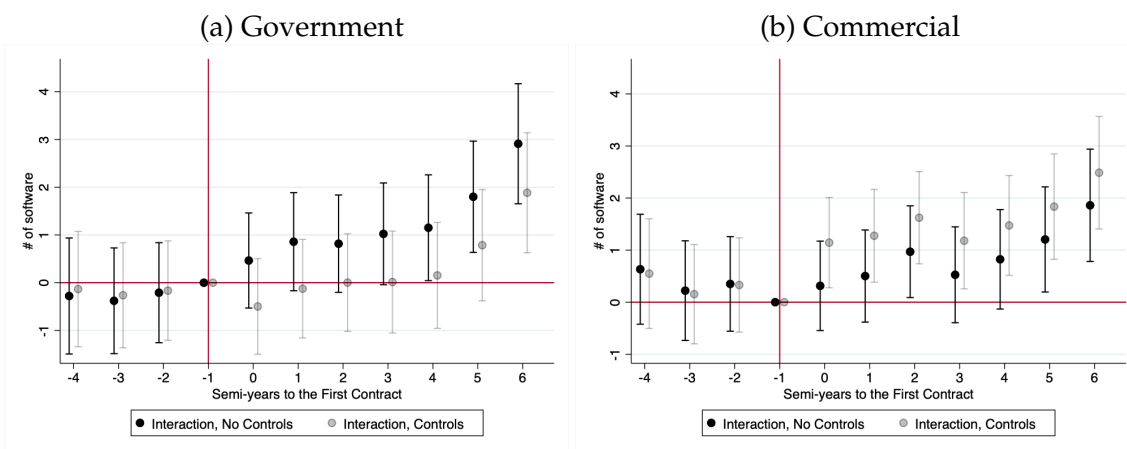 (a) Government
4
3
2
1
0
-1
# of software
-4 -3 -2 -1 0 1 2 3 4 5 6
Semi-years to the First Contract
Interaction, No Controls Interaction, Controls
(b) Commercial
4
3
2
1
0
-1
# of software
-4 -3 -2 -1 0 1 2 3 4 5 6
Semi-years to the First Contract
Interaction, No Controls Interaction, Controls